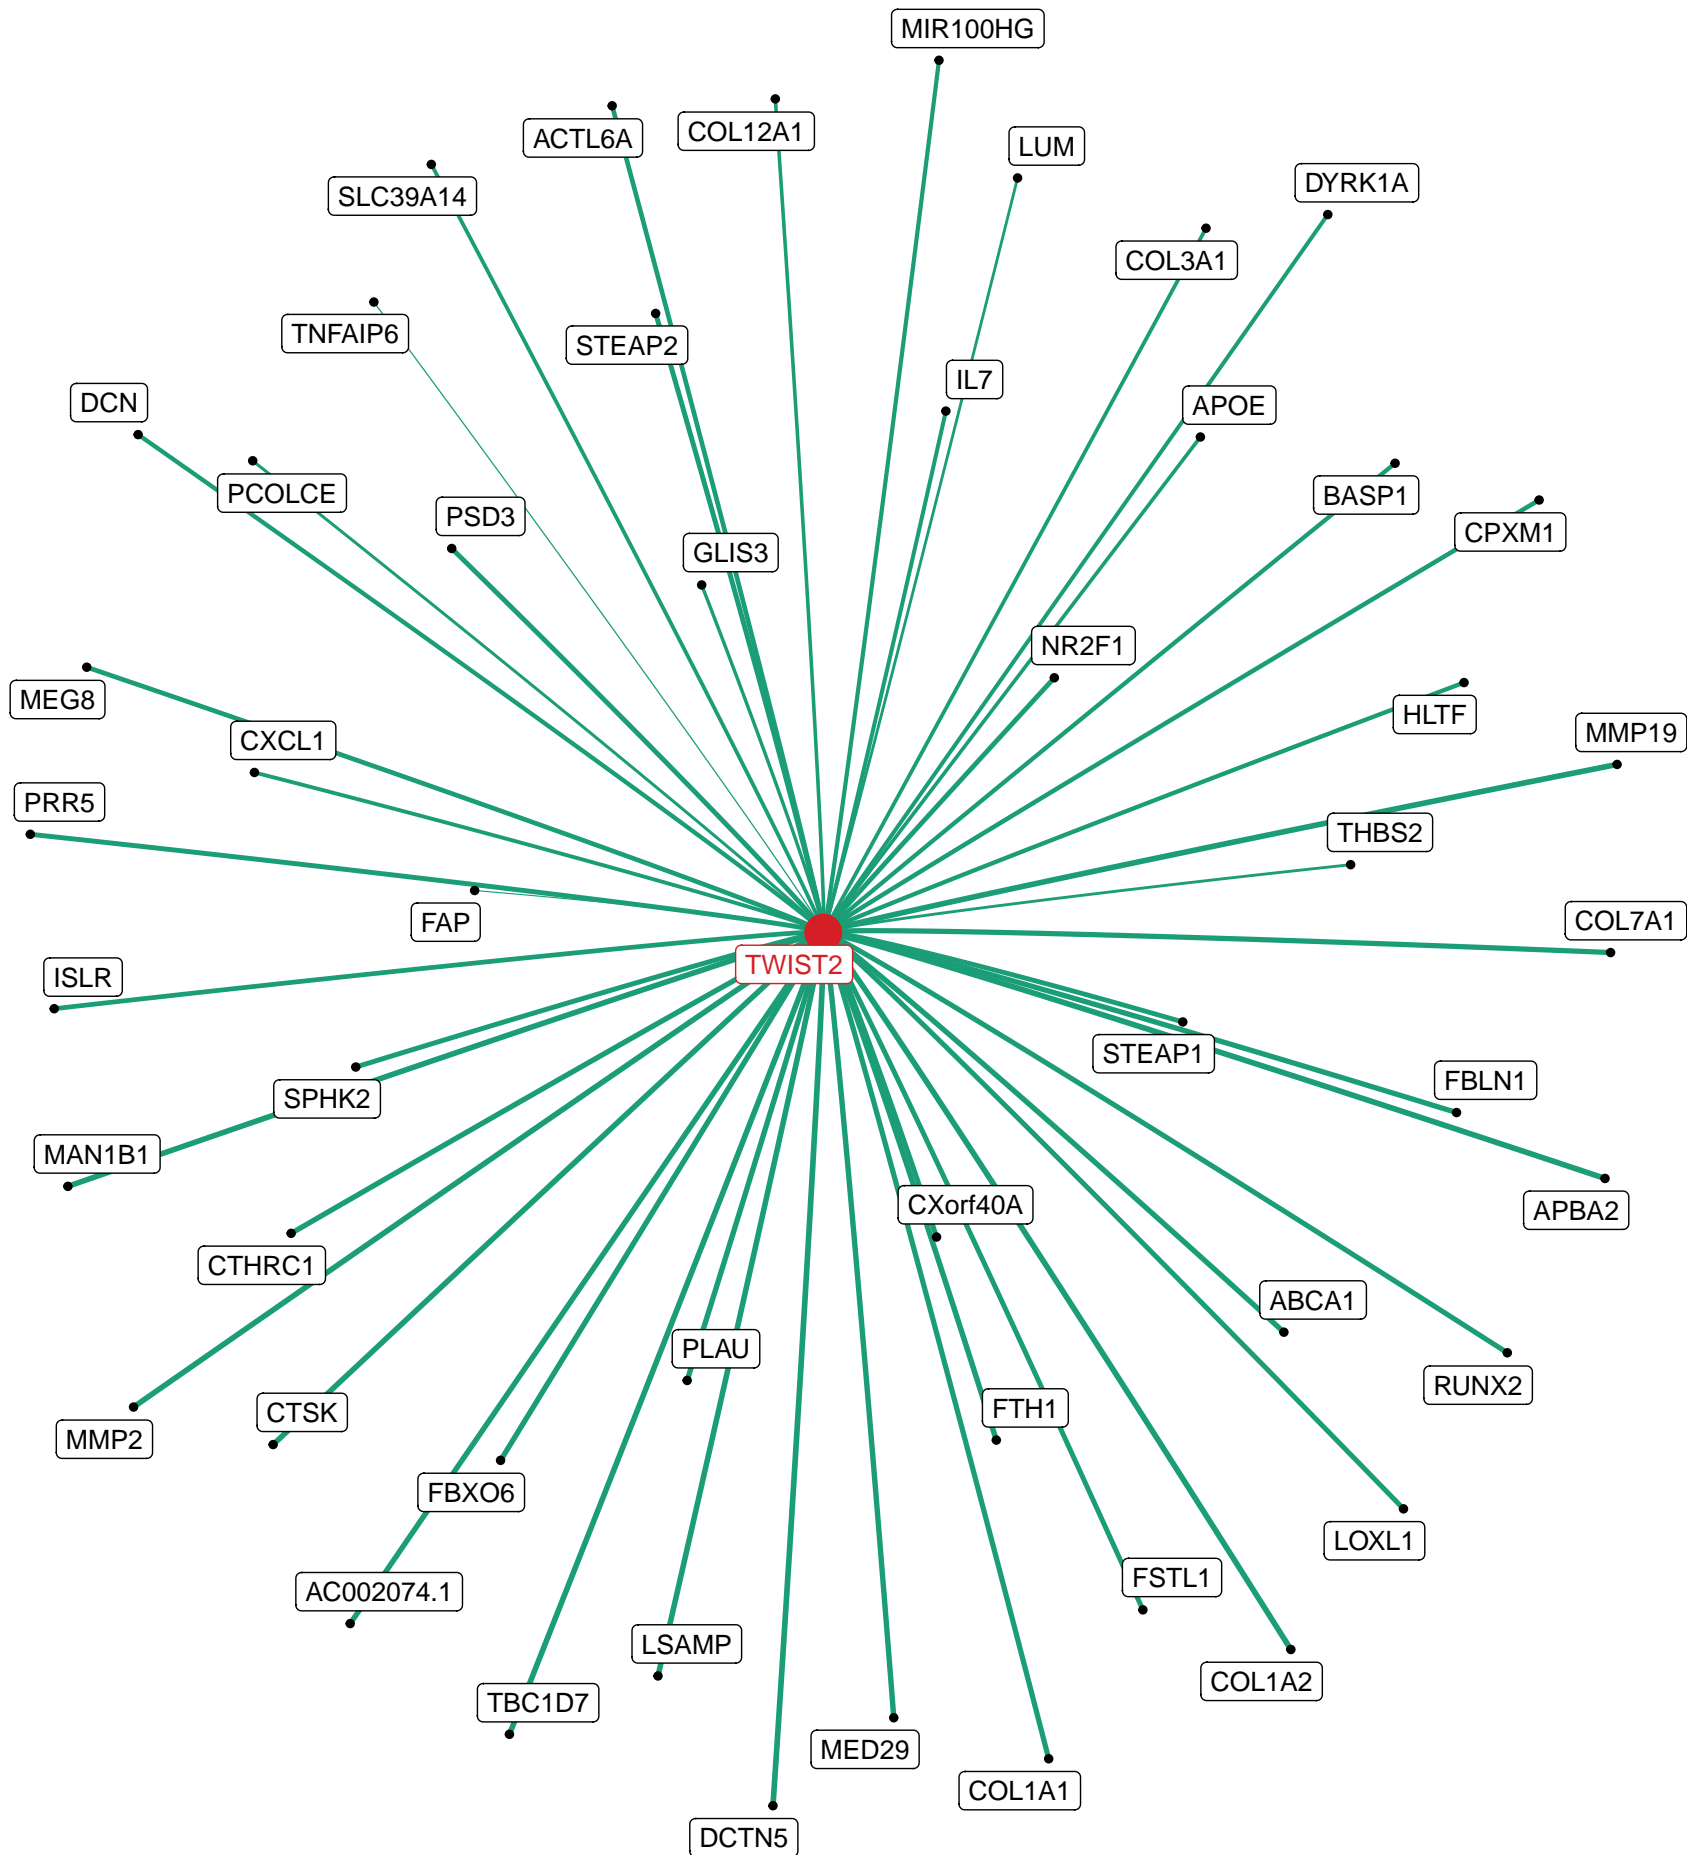 MIR100HG
COL12A1
ACTL6A
LUM
DYRK1A
SLC39A14
COL3A1
TNFAIP6
STEAP2
IL7
DCN
APOE
PCOLCE
BASP1
PSD3
CPXM1
GLIS3
NR2F1
MEG8
HLTF
MMP19
CXCL1
PRR5
THBS2
FAP
COL7A1
TWIST2
ISLR
STEAP1
FBLN1
SPHK2
MAN1B1
CXorf40A
APBA2
CTHRC1
ABCA1
PLAU
RUNX2
FTH1
CTSK
MMP2
FBXO6
LOXL1
FSTL1
AC002074.1
LSAMP
COL1A2
TBC1D7
MED29
COL1A1
DCTN5